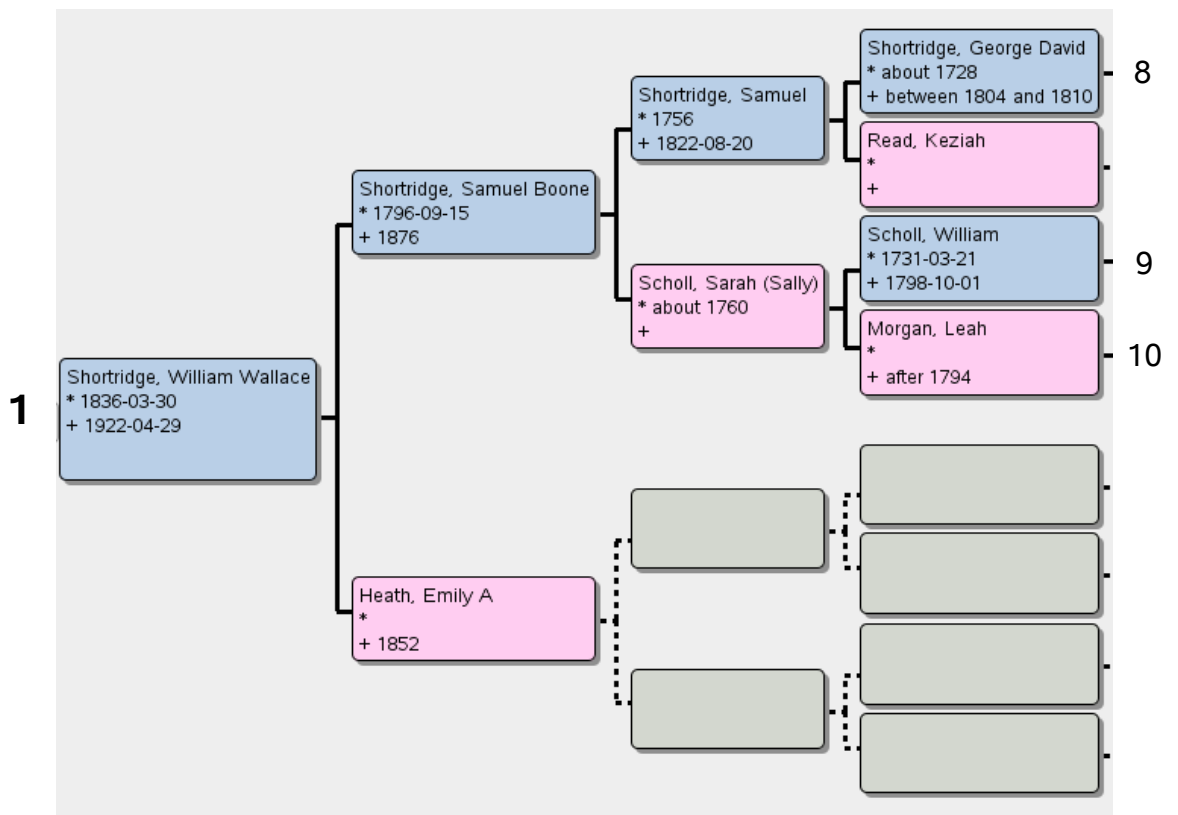 Shortridge, George David
* about 1728
+ between 1804 and 1810
8
Shortridge, Samuel
* 1756
+ 1822-08-20
Read, Keziah
*
+
Shortridge, Samuel Boone
* 1796-09-15
+ 1876
Scholl, William
* 1731-03-21
+ 1798-10-01
9
Scholl, Sarah (Sally)
* about 1760
+
Morgan, Leah
*
+ after 1794
10
1
Shortridge, William Wallace
* 1836-03-30
+ 1922-04-29
Heath, Emily A
*
+ 1852